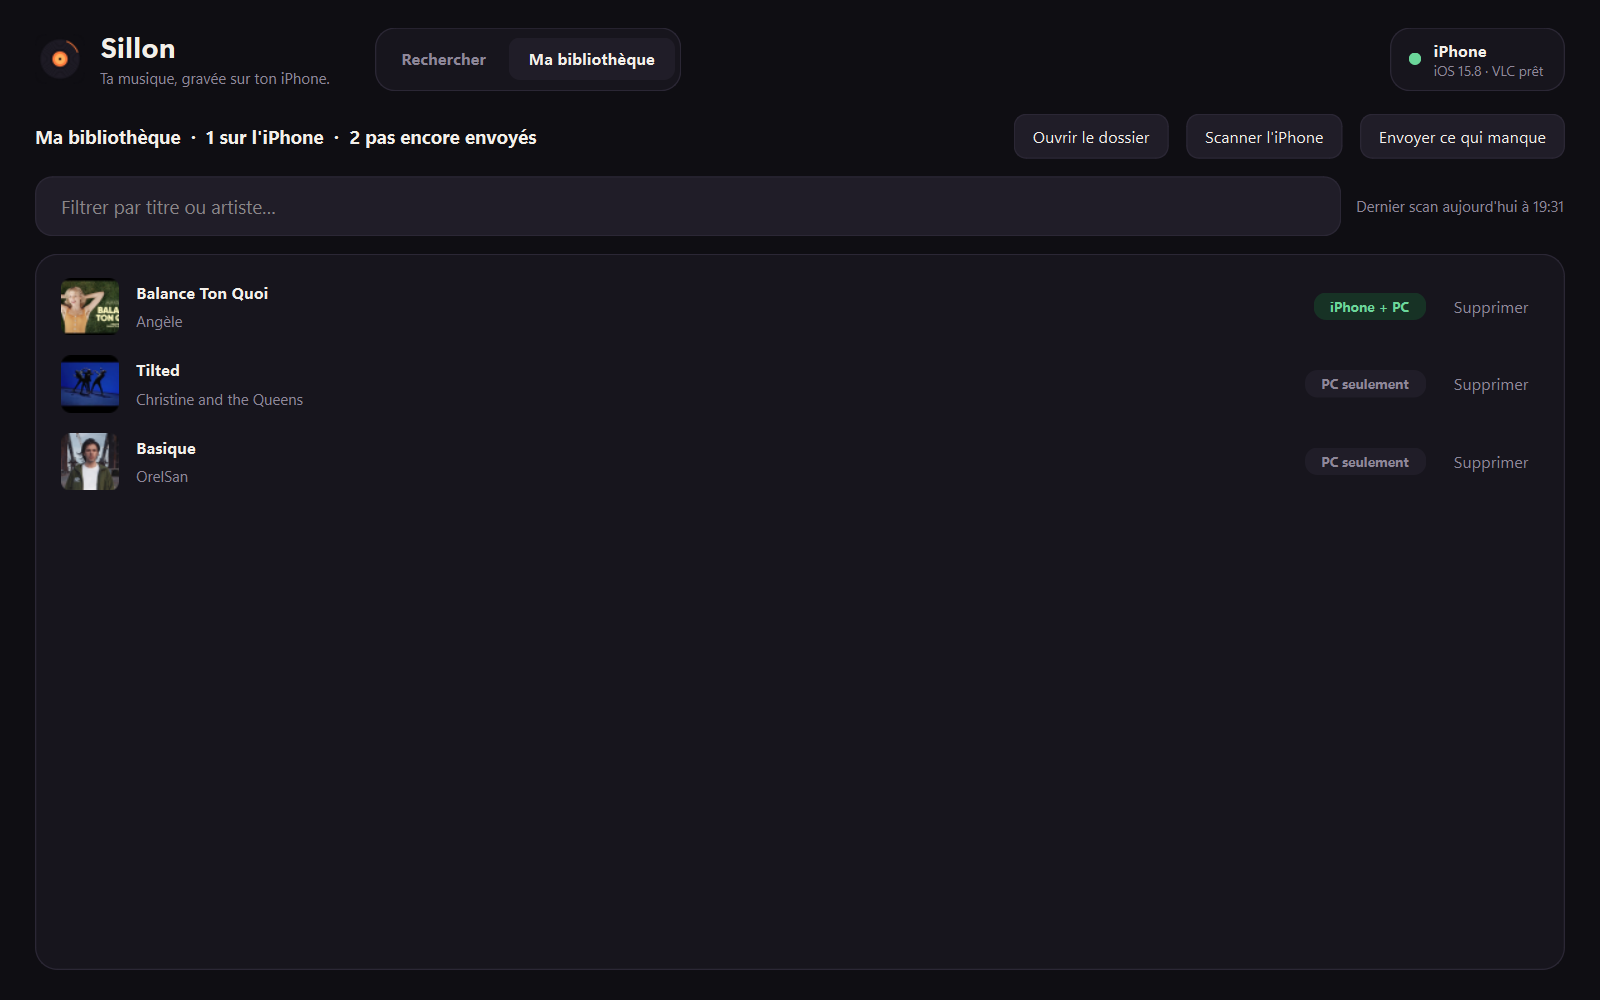 Sillon
Ta musique, gravée sur ton iPhone.
Rechercher
Ma bibliothèque
iPhone
iOS 15.8 · VLC prêt
Ma bibliothèque · 1 sur l'iPhone · 2 pas encore envoyés
Ouvrir le dossier
Scanner l'iPhone
Envoyer ce qui manque
Filtrer par titre ou artiste...
Dernier scan aujourd'hui à 19:31
BALA
TON Q
Balance Ton Quoi
Angèle
iPhone + PC
Supprimer
Tilted
Christine and the Queens
PC seulement
Supprimer
Basique
OrelSan
PC seulement
Supprimer